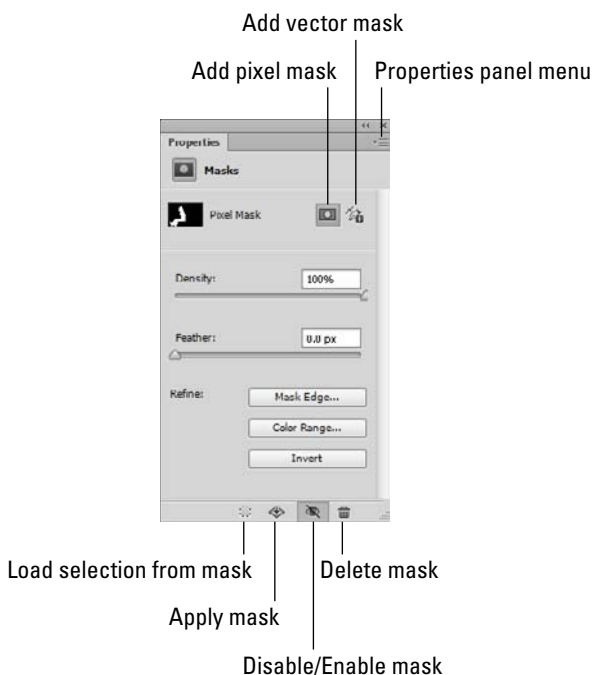 Add vector mask
Add pixel mask
Properties panel menu
Properties
Masks
Pixel Mask
Density:
100%
Feather:
0.0 px
Refine:
Mask Edge...
Color Range...
Invert
Load selection from mask
Delete mask
Apply mask
Disable/Enable mask